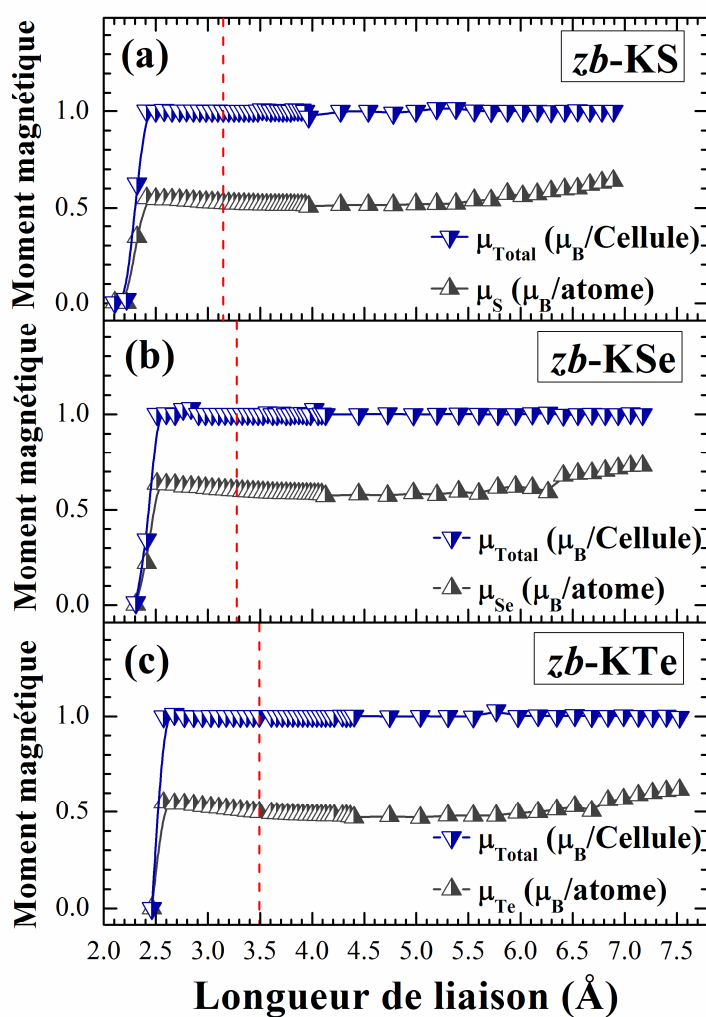 (a)
zb-KS
Moment magnétique
1.0
0.5
0.0
μTotal (μB/Cellule)
μS (μB/atome)
(b)
zb-KSe
Moment magnétique
1.0
0.5
0.0
μTotal (μB/Cellule)
μSe (μB/atome)
(c)
zb-KTe
Moment magnétique
1.0
0.5
0.0
μTotal (μB/Cellule)
μTe (μB/atome)
2.0 2.5 3.0 3.5 4.0 4.5 5.0 5.5 6.0 6.5 7.0 7.5
Longueur de liaison (Å)